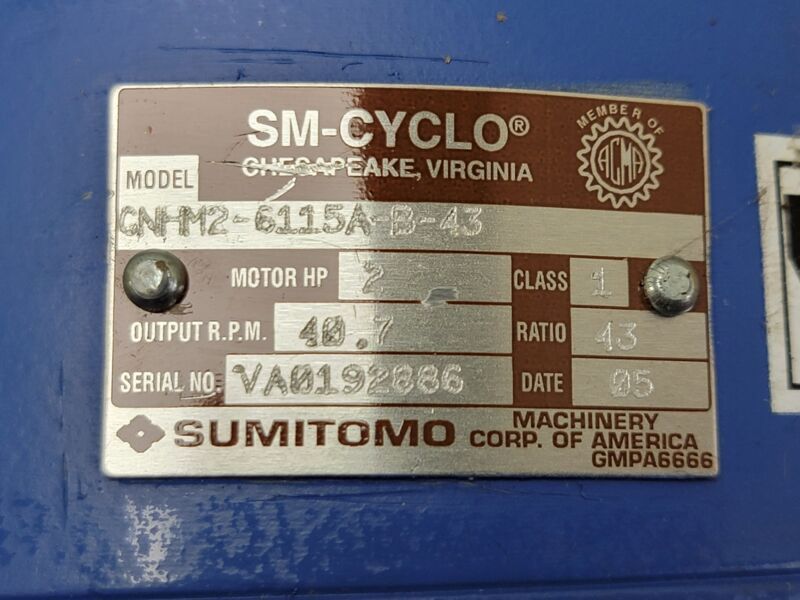 SM-CYCLO®
CHESAPEAKE, VIRGINIA
MEMBER OF
AGMA
MODEL
CNHM2-6115A-B-43
MOTOR HP 2 CLASS 1
OUTPUT R.P.M. 40.7 RATIO 43
SERIAL NO. VA0192886 DATE 05
SUMITOMO MACHINERY
CORP. OF AMERICA
GMPA6666